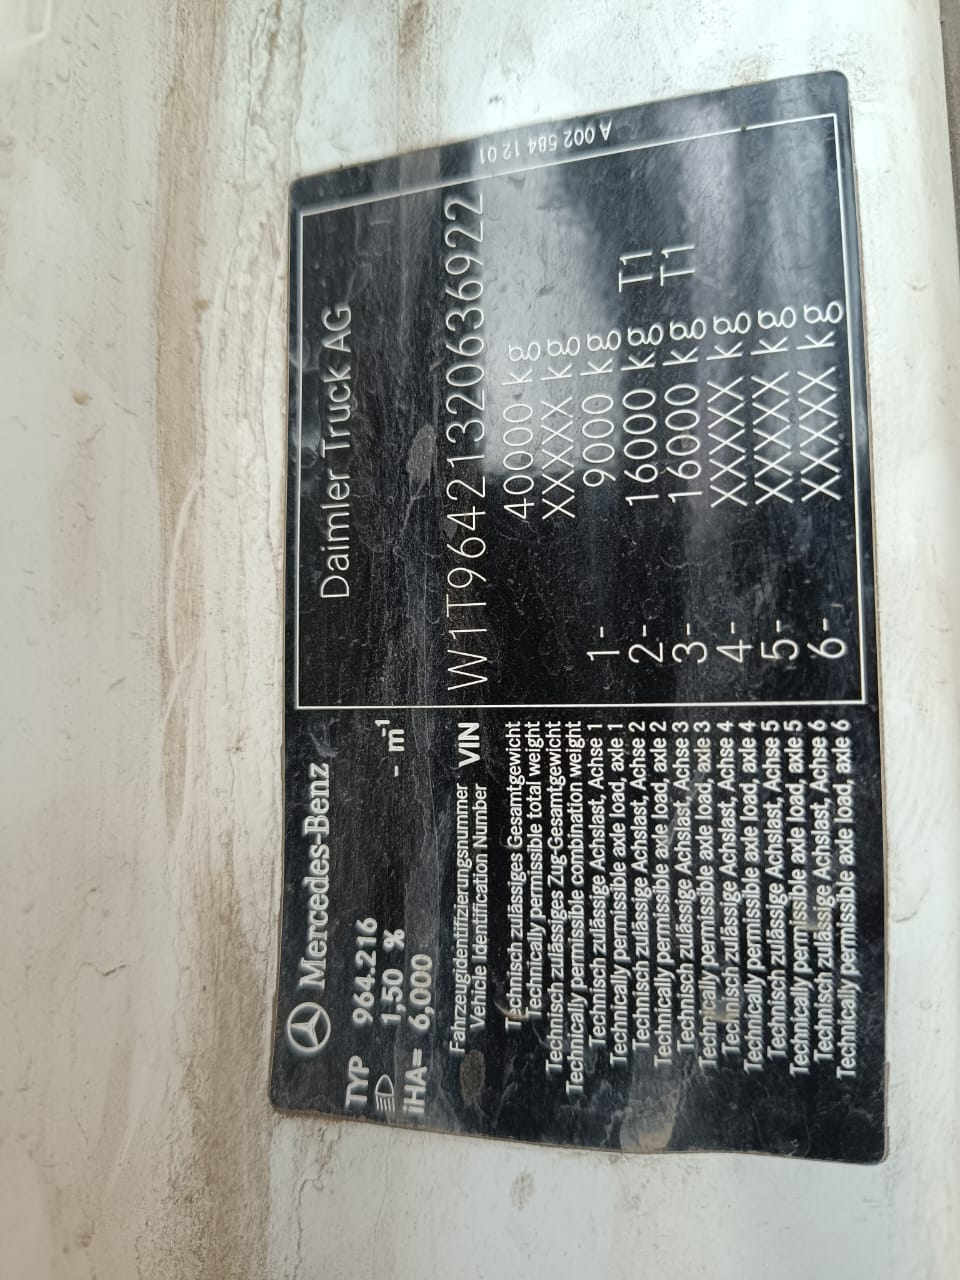 Mercedes-Benz
Daimler Truck AG
TYP 964.216
1,50 % - m⁻¹
iHA= 6,000
Fahrzeugidentifizierungsnummer
Vehicle Identification Number VIN W1T96421320636922
Technisch zulässiges Gesamtgewicht
Technically permissible total weight 40000 kg
Technisch zulässiges Zug-Gesamtgewicht
Technically permissible combination weight XXXXX kg
Technisch zulässige Achslast, Achse 1
Technically permissible axle load, axle 1 1- 9000 kg
Technisch zulässige Achslast, Achse 2
Technically permissible axle load, axle 2 2- 16000 kg T1
Technisch zulässige Achslast, Achse 3
Technically permissible axle load, axle 3 3- 16000 kg T1
Technisch zulässige Achslast, Achse 4
Technically permissible axle load, axle 4 4- XXXXX kg
Technisch zulässige Achslast, Achse 5
Technically permissible axle load, axle 5 5- XXXXX kg
Technisch zulässige Achslast, Achse 6
Technically permissible axle load, axle 6 6- XXXXX kg
A 002 584 12 01